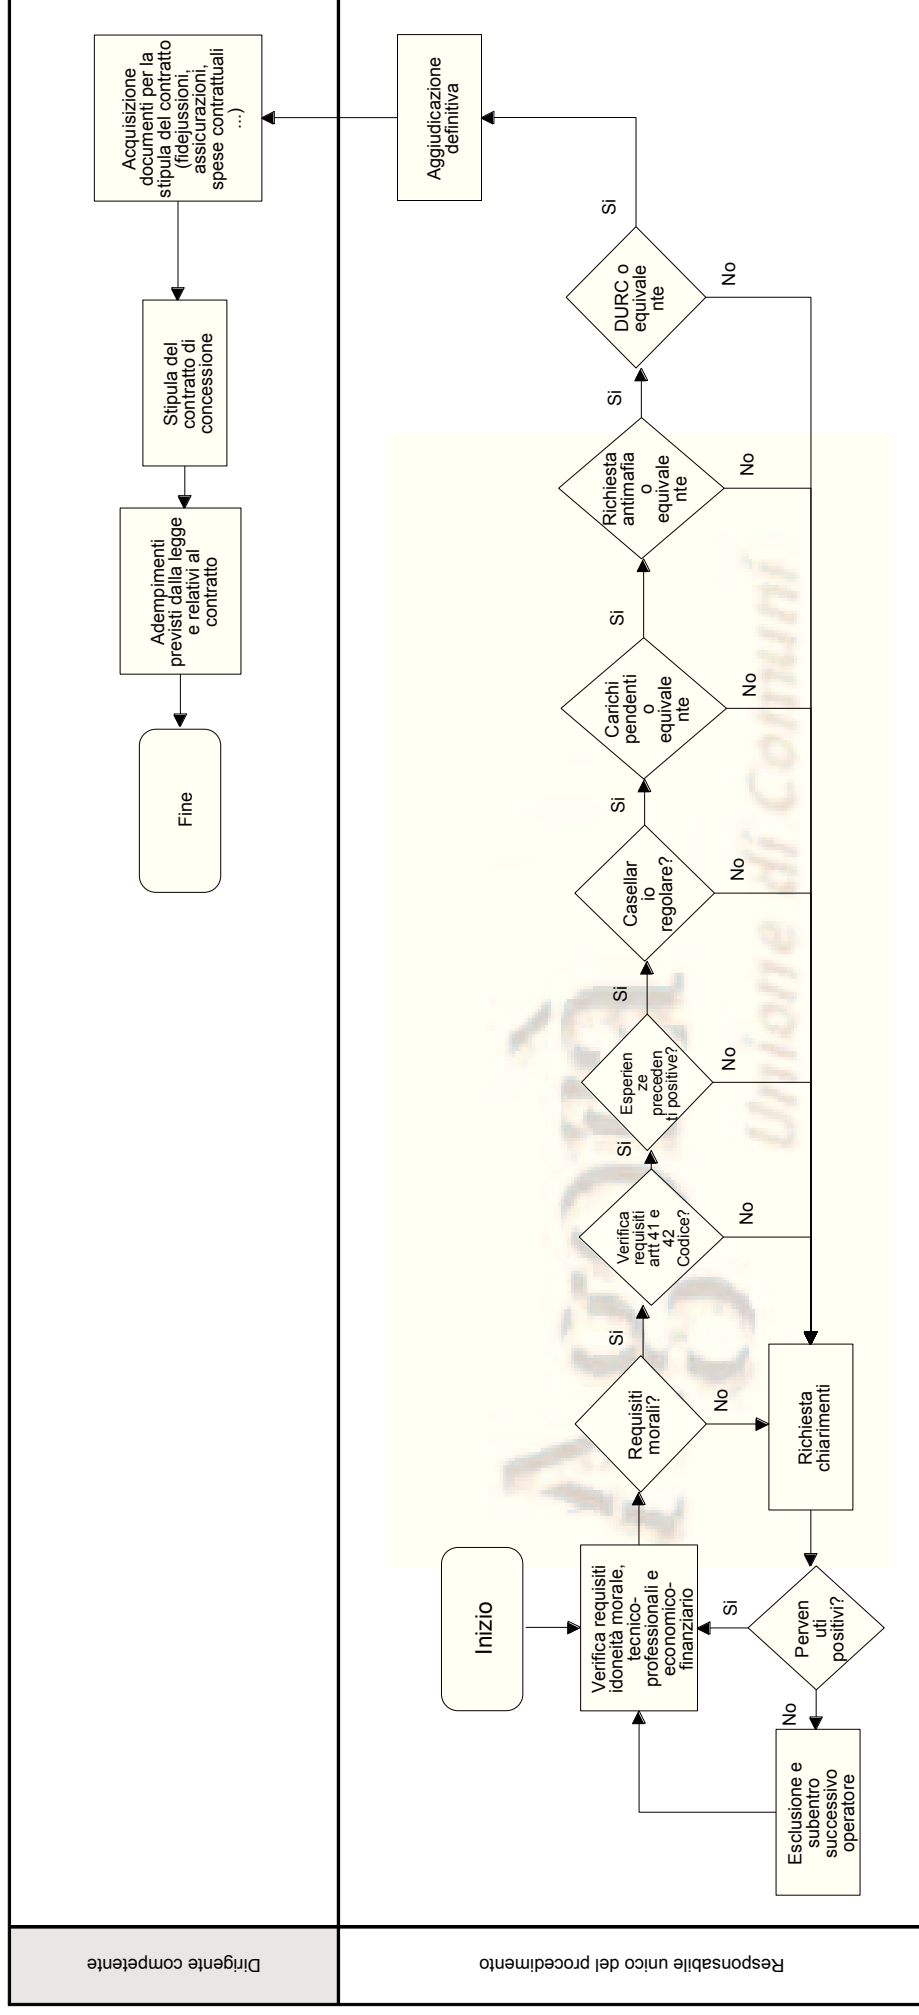 Dirigente competente
Acquisizione
documenti per la
stipula del contratto
(fidejussioni,
assicurazioni,
spese contrattuali
...)
Stipula del
contratto di
concessione
Adempimenti
previsti dalla legge
e relativi al
contratto
Fine
Responsabile unico del procedimento
Inizio
Verifica requisiti
idoneità morale,
tecnico-
professionali e
economico-
finanziario
Requisiti
morali?
Si
No
Verifica
requisiti
artt 41 e
42
Codice?
Si
No
Esperien
ze
preceden
ti positive?
Si
No
Casellar
io
regolare?
Si
No
Carichi
pendenti
o
equivale
nte
Si
No
Richiesta
antimafia
o
equivale
nte
Si
No
DURC o
equivale
nte
Si
No
Aggiudicazione
definitiva
Richiesta
chiarimenti
Perven
uti
positivi?
Si
No
Esclusione e
subentro
successivo
operatore
Unione di Comuni